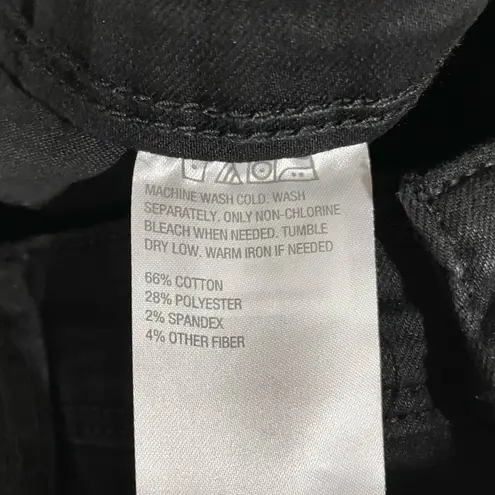 MACHINE WASH COLD. WASH
SEPARATELY. ONLY NON-CHLORINE
BLEACH WHEN NEEDED. TUMBLE
DRY LOW. WARM IRON IF NEEDED
66% COTTON
28% POLYESTER
2% SPANDEX
4% OTHER FIBER